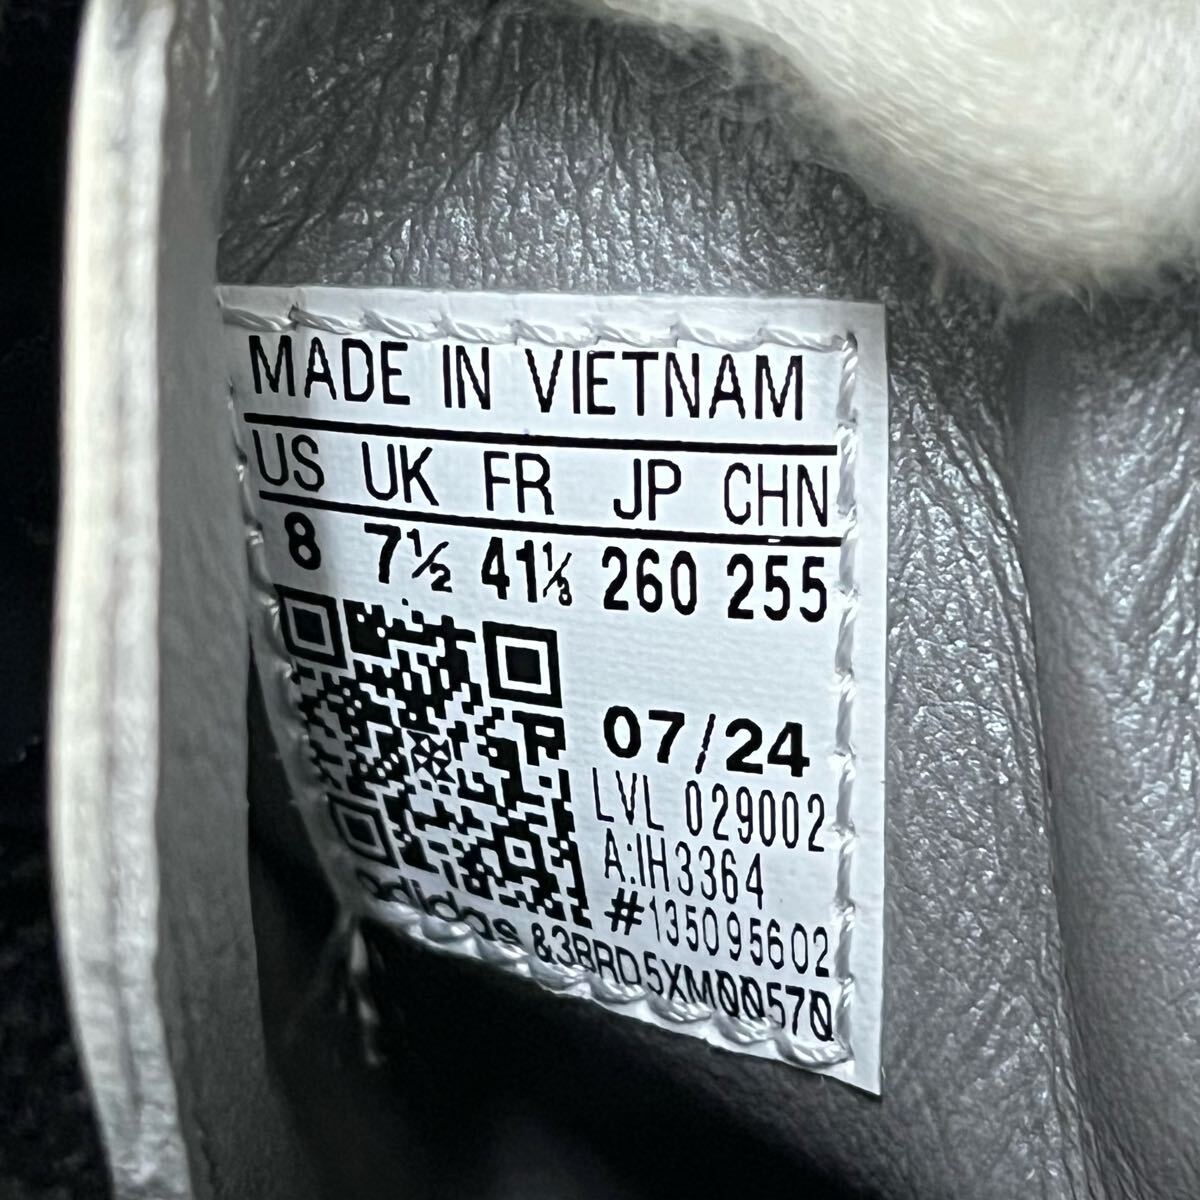 MADE IN VIETNAM
US UK FR JP CHN
8 7½ 41⅓ 260 255
07/24
LVL 029002
A:IH3364
#135095602
adidas &3BRD5XM00570